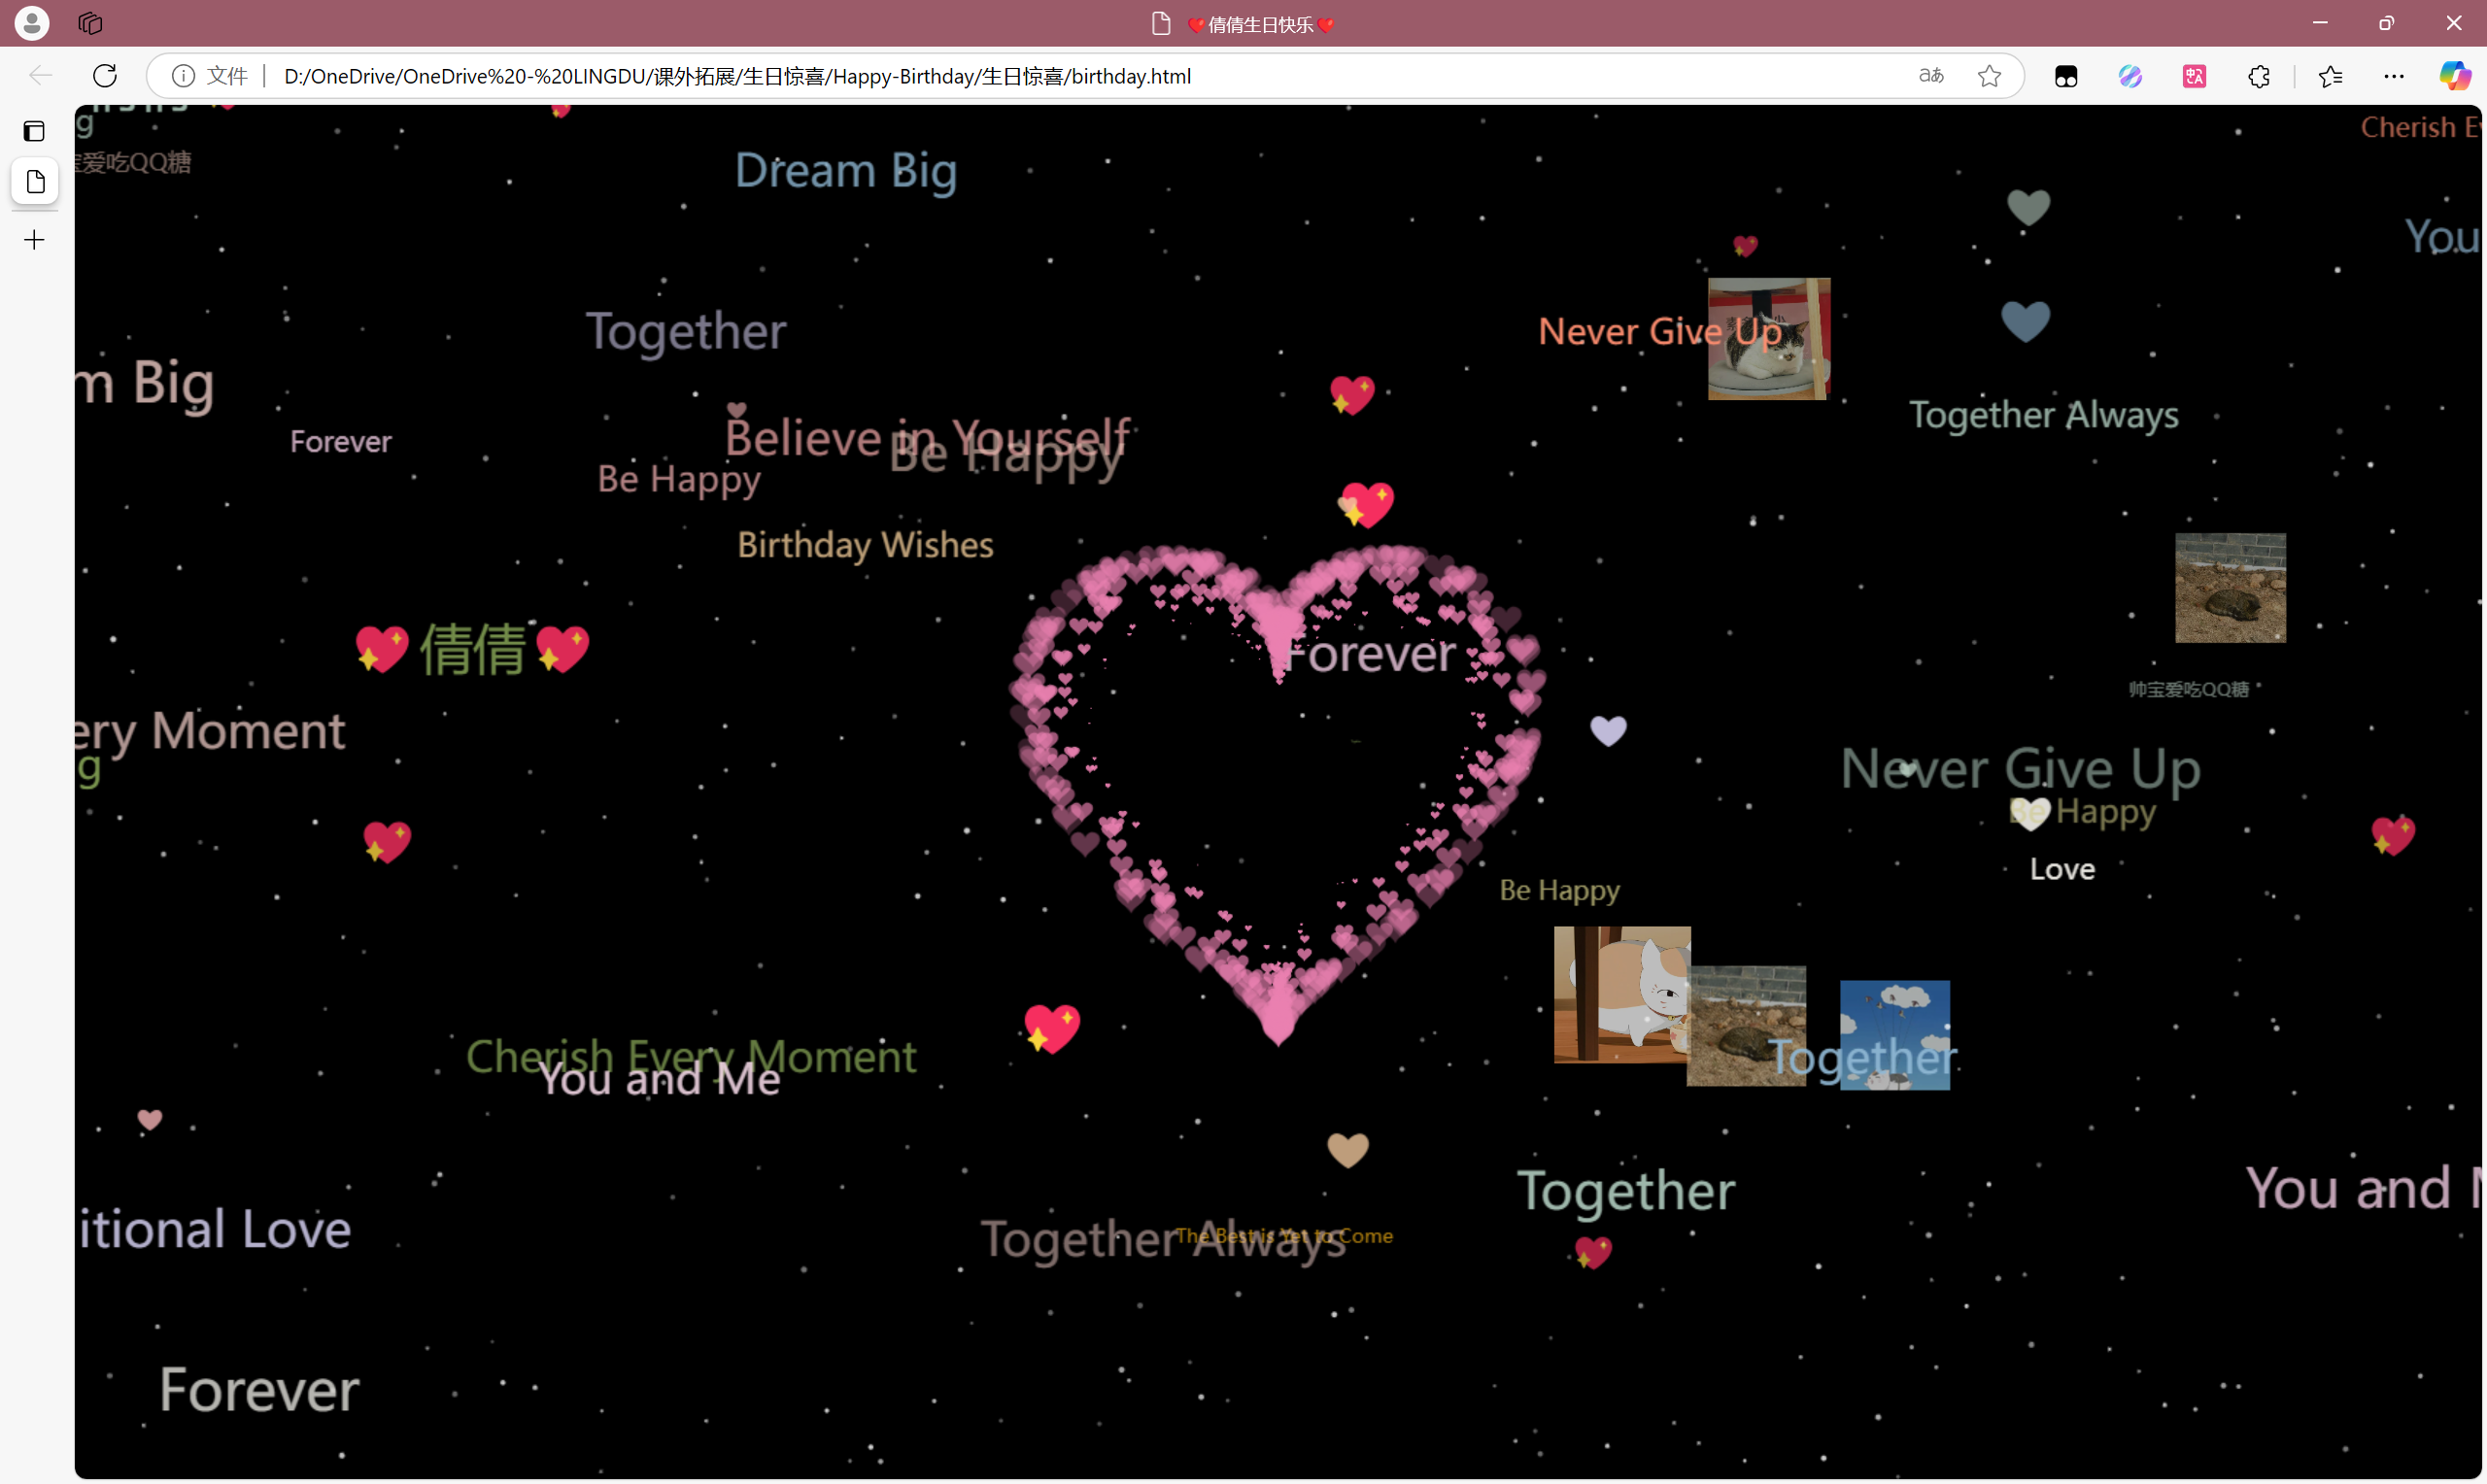 ❤️倩倩生日快乐❤️
文件
D:/OneDrive/OneDrive%20-%20LINGDU/课外拓展/生日惊喜/Happy-Birthday/生日惊喜/birthday.html
aあ
g
Cherish E
宝爱吃QQ糖
Dream Big
You
Together
Never Give Up
m Big
Together Always
Forever
Believe in Yourself
Be Happy
Be Happy
Birthday Wishes
💖倩倩💖
Forever
帅宝爱吃QQ糖
ery Moment
g
Never Give Up
Be Happy
Love
Be Happy
Cherish Every Moment
You and Me
Together
Together
You and M
itional Love
Together Always
The Best is Yet to Come
Forever